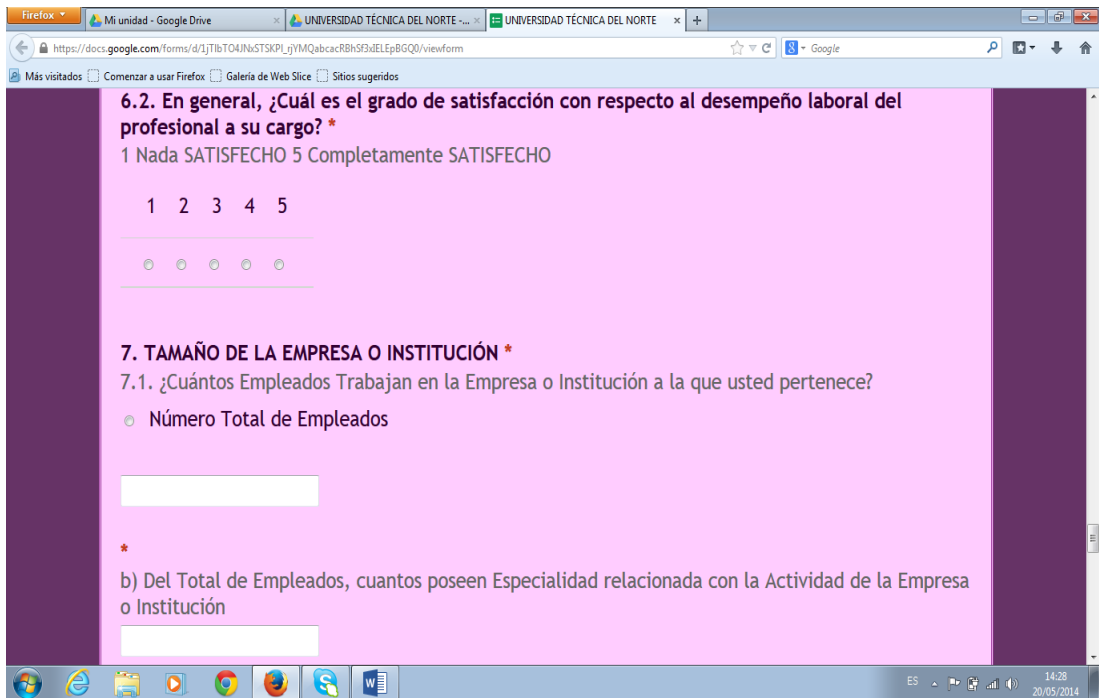 Firefox
Mi unidad - Google Drive
UNIVERSIDAD TÉCNICA DEL NORTE -...
UNIVERSIDAD TÉCNICA DEL NORTE
https://docs.google.com/forms/d/1jTlbTO4JNxSTSKPI_rjYMQabcacRBhSf3xIELEpBGQ0/viewform
Google
Más visitados Comenzar a usar Firefox Galería de Web Slice Sitios sugeridos
6.2. En general, ¿Cuál es el grado de satisfacción con respecto al desempeño laboral del
profesional a su cargo? *
1 Nada SATISFECHO 5 Completamente SATISFECHO
1 2 3 4 5
7. TAMAÑO DE LA EMPRESA O INSTITUCIÓN *
7.1. ¿Cuántos Empleados Trabajan en la Empresa o Institución a la que usted pertenece?
Número Total de Empleados
*
b) Del Total de Empleados, cuantos poseen Especialidad relacionada con la Actividad de la Empresa
o Institución
ES
14:28
20/05/2014